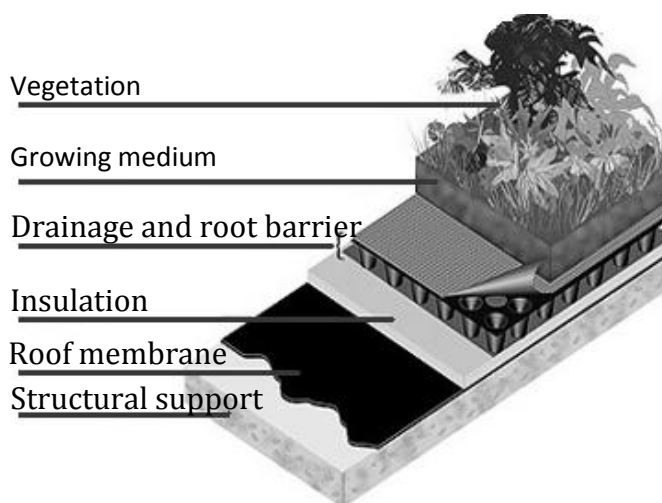 Vegetation
Growing medium
Drainage and root barrier
Insulation
Roof membrane
Structural support